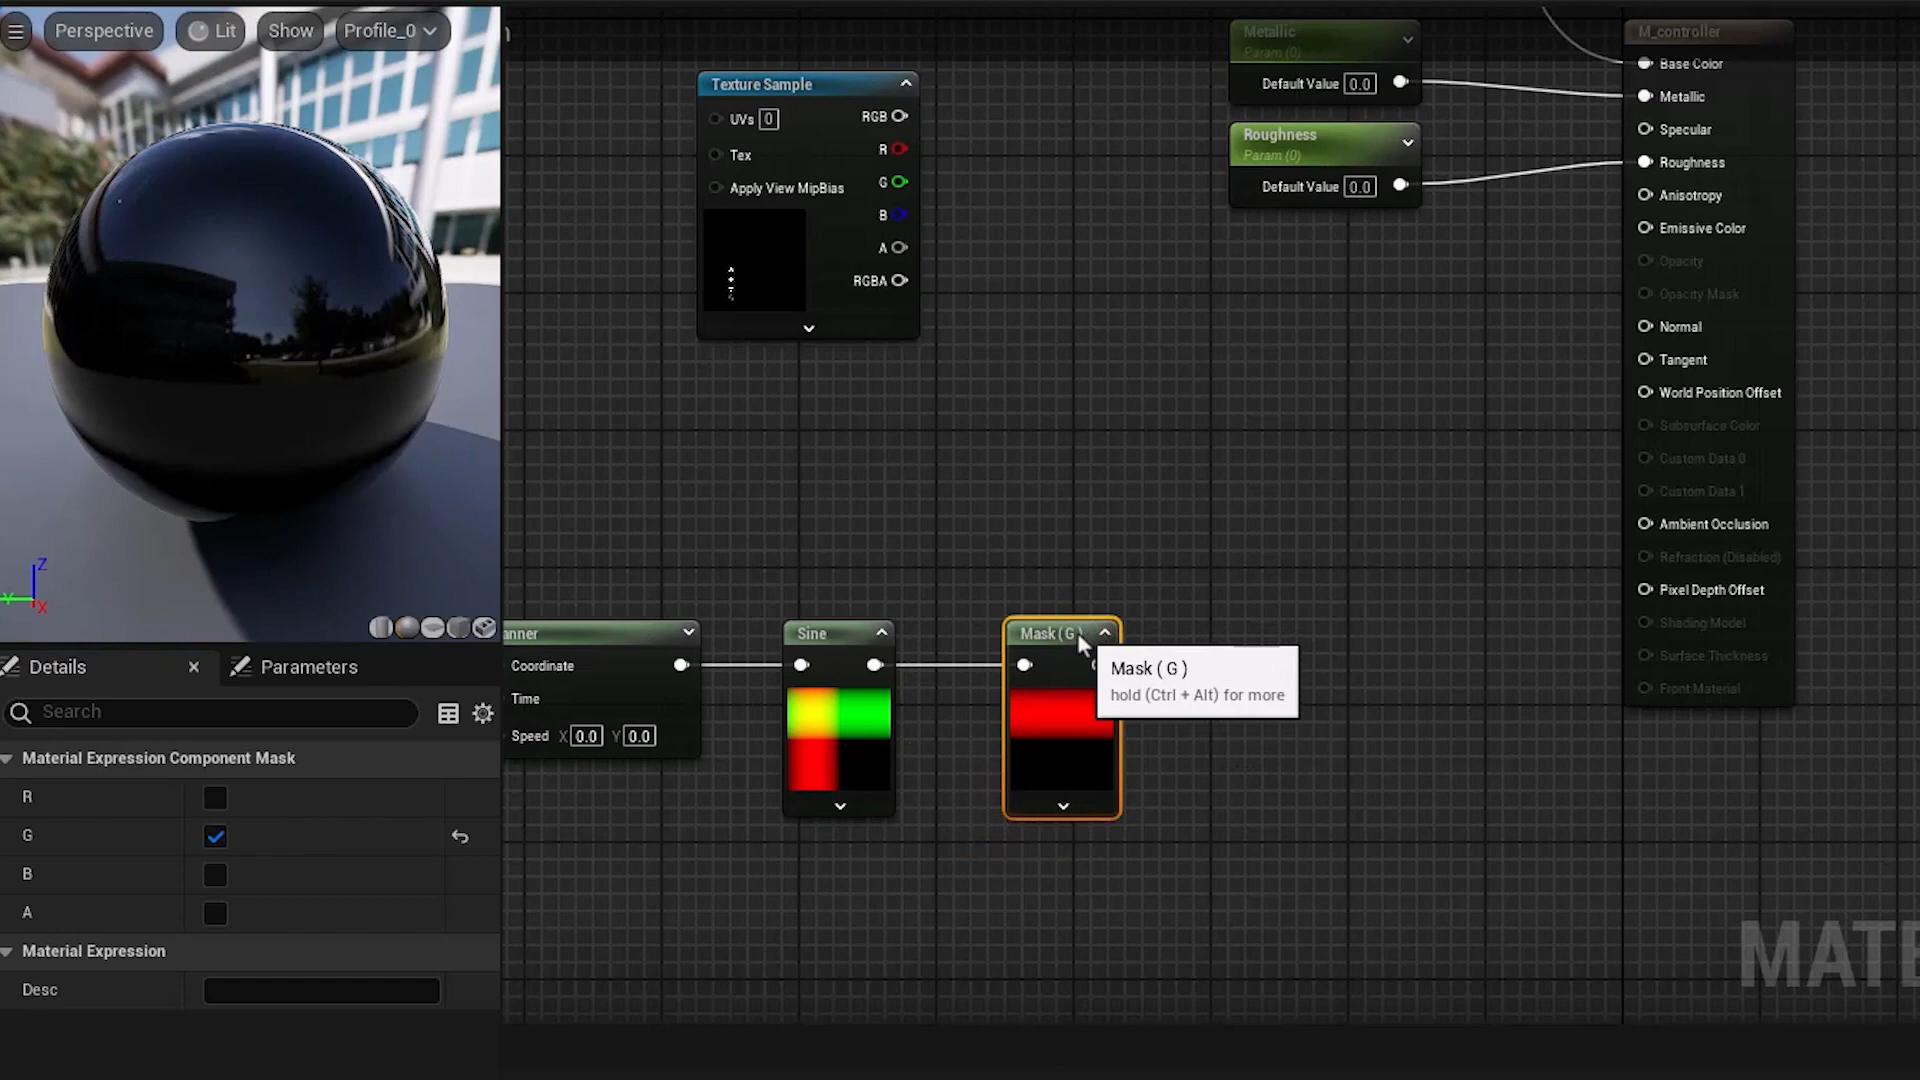 Perspective
Lit
Show
Profile_0
Texture Sample
UVs 0
RGB
Tex
R
Apply View MipBias
G
B
A
RGBA
Metallic
Param (0)
Default Value 0.0
Roughness
Param (0)
Default Value 0.0
M_controller
Base Color
Metallic
Specular
Roughness
Anisotropy
Emissive Color
Opacity
Opacity Mask
Normal
Tangent
World Position Offset
Subsurface Color
Custom Data 0
Custom Data 1
Ambient Occlusion
Refraction (Disabled)
Pixel Depth Offset
Shading Model
Surface Thickness
Front Material
Z
Y
X
anner
Coordinate
Time
Speed X 0.0 Y 0.0
Sine
Mask ( G )
Mask ( G )
hold (Ctrl + Alt) for more
Details
Parameters
Search
Material Expression Component Mask
R
G
B
A
Material Expression
Desc
MATE